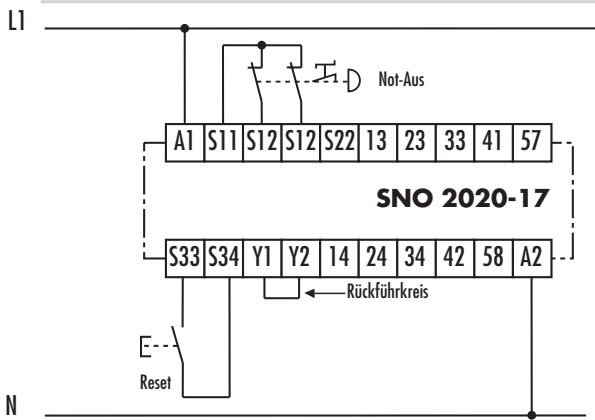 L1
Not-Aus
A1 S11 S12 S12 S22 13 23 33 41 57
SNO 2020-17
S33 S34 Y1 Y2 14 24 34 42 58 A2
Rückführkreis
Reset
N